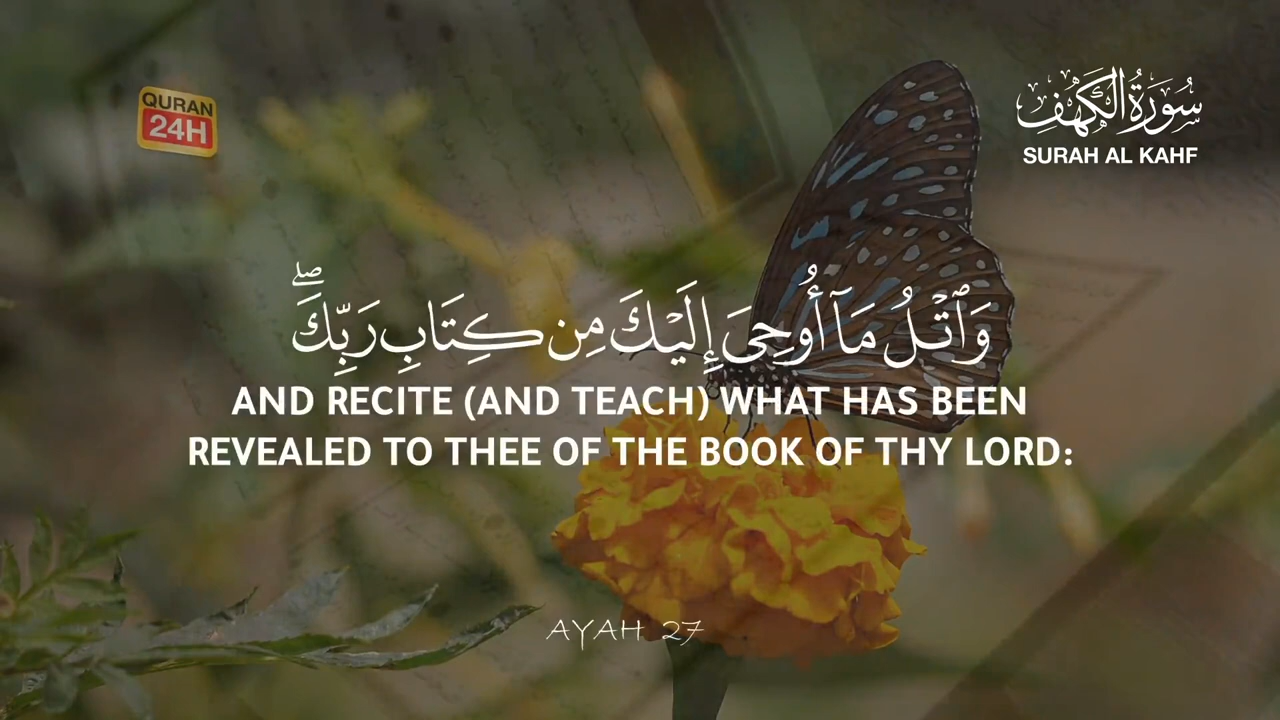 QURAN
24H
سُورَةُ الكَهْفِ
SURAH AL KAHF
وَٱتْلُ مَآ أُوحِىَ إِلَيْكَ مِن كِتَابِ رَبِّكَ ۖ
AND RECITE (AND TEACH) WHAT HAS BEEN
REVEALED TO THEE OF THE BOOK OF THY LORD:
AYAH 27